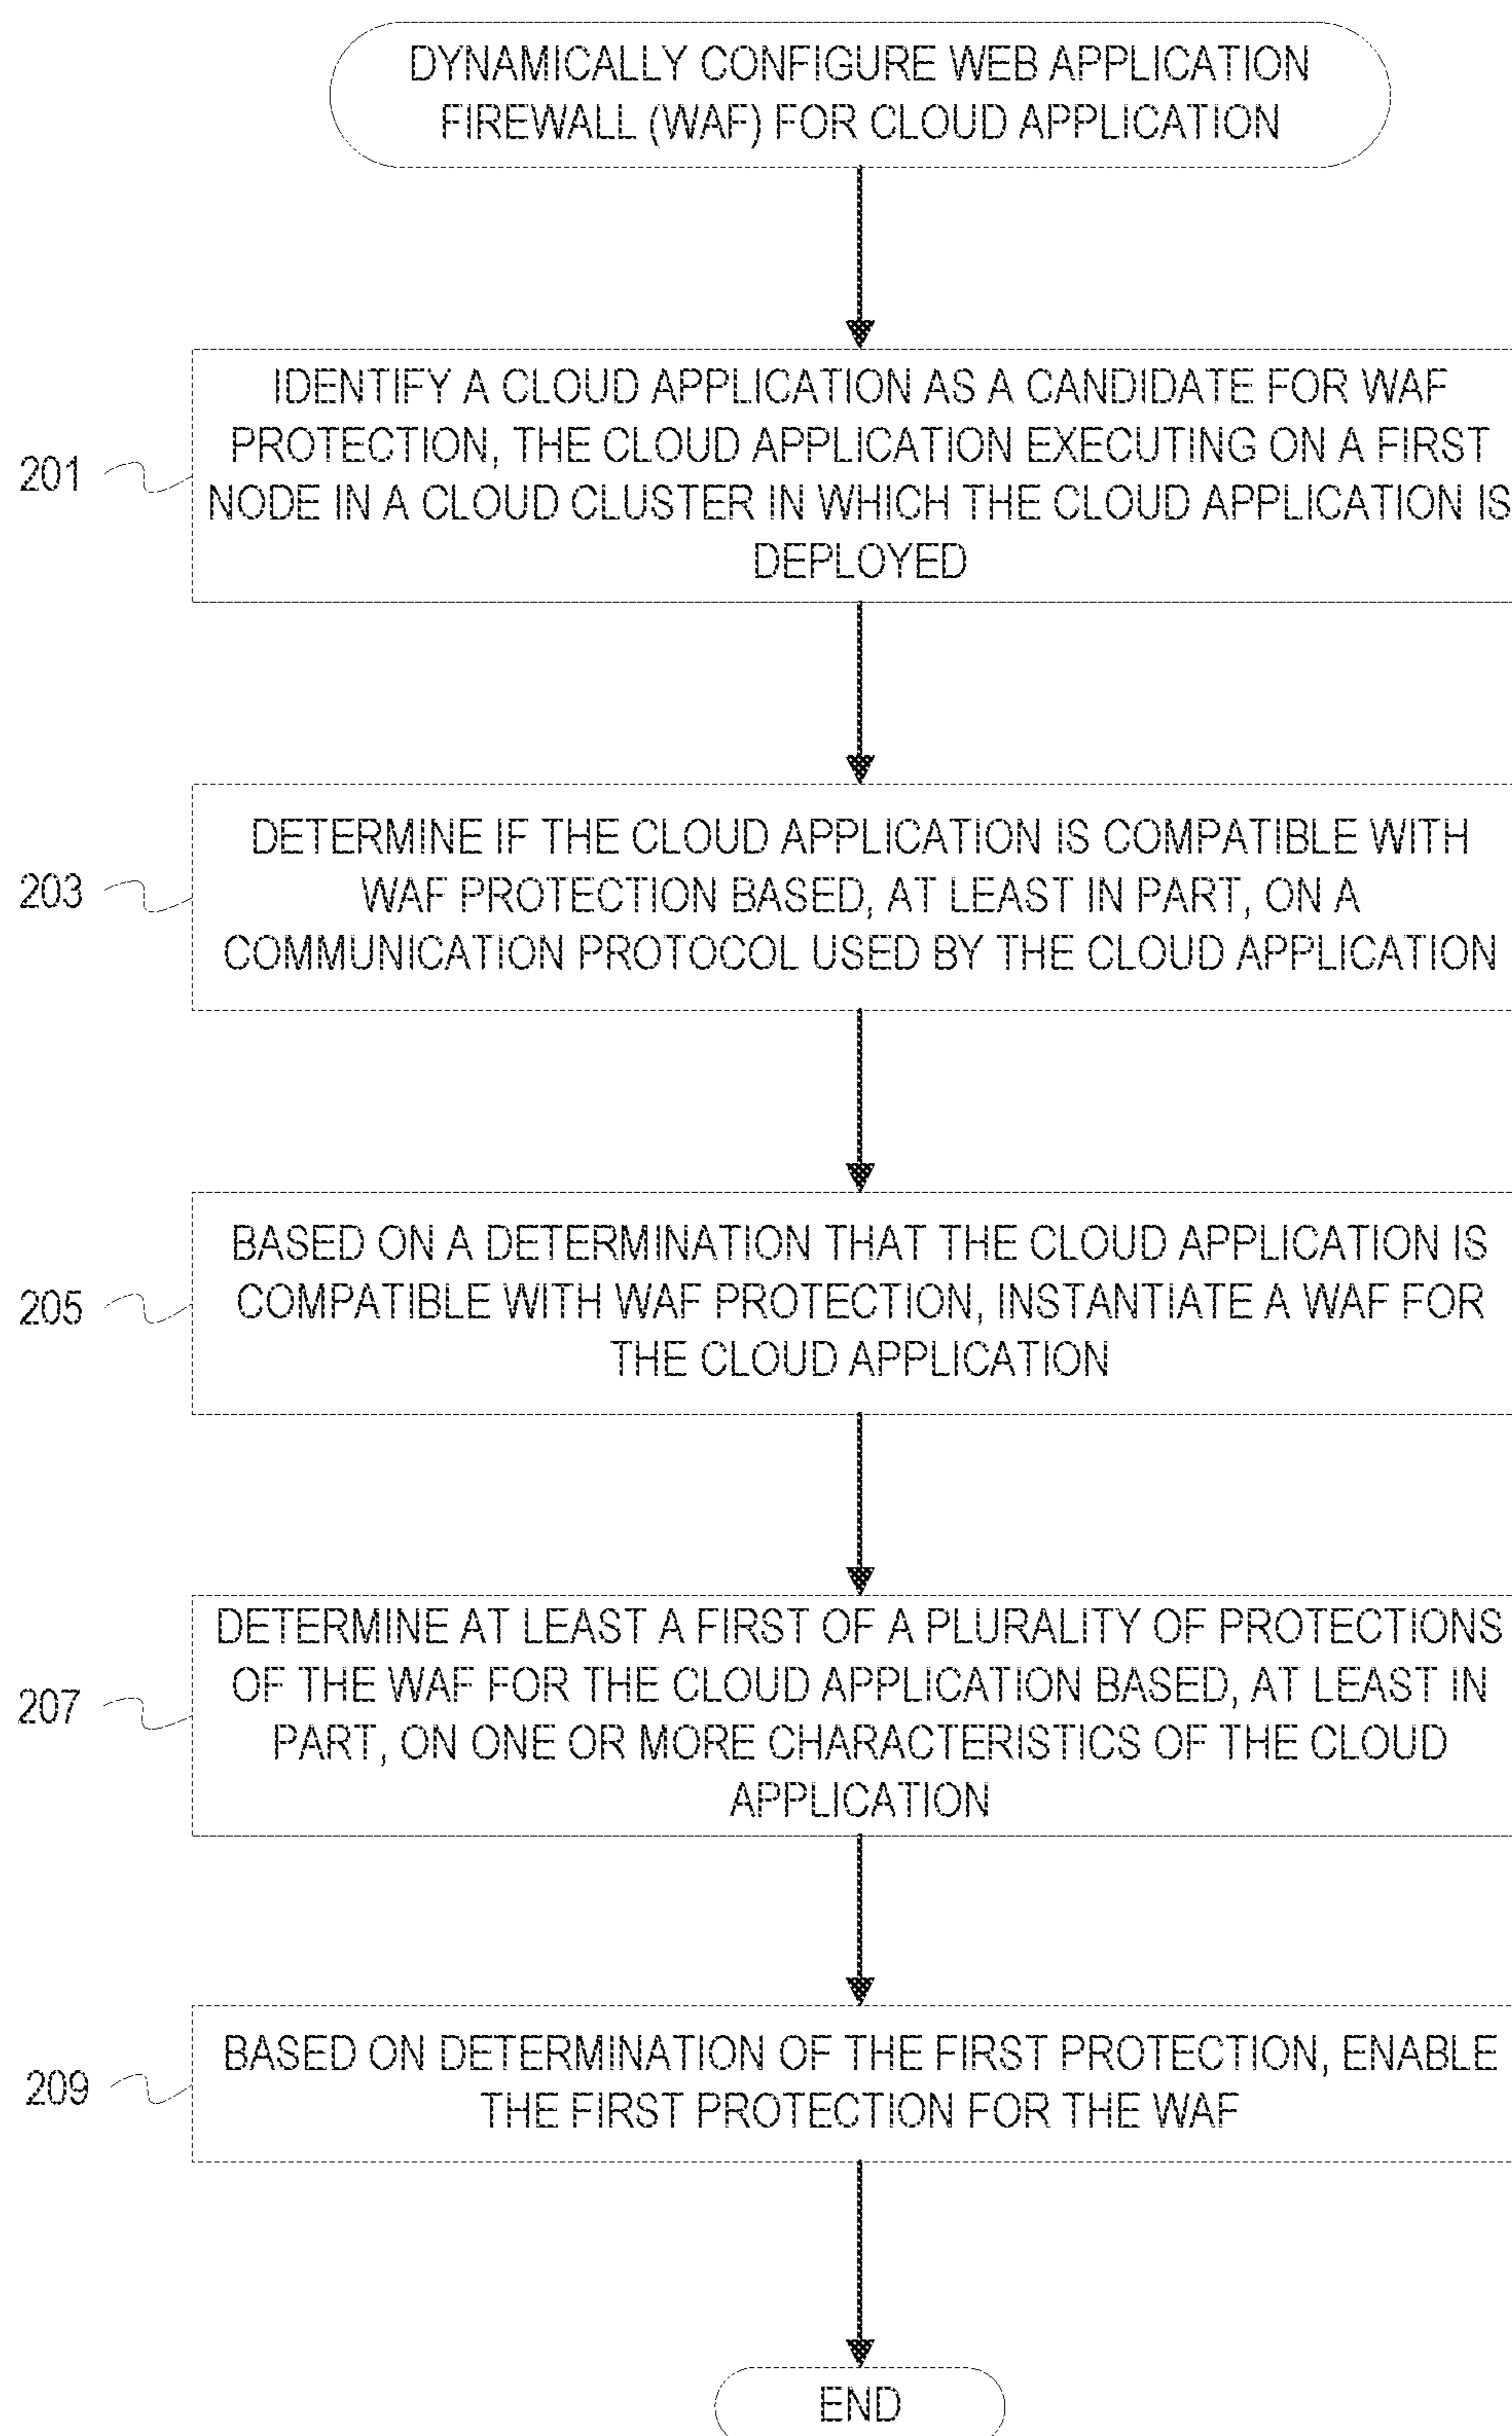 DYNAMICALLY CONFIGURE WEB APPLICATION
FIREWALL (WAF) FOR CLOUD APPLICATION
IDENTIFY A CLOUD APPLICATION AS A CANDIDATE FOR WAF
PROTECTION, THE CLOUD APPLICATION EXECUTING ON A FIRST
NODE IN A CLOUD CLUSTER IN WHICH THE CLOUD APPLICATION IS
DEPLOYED
201
DETERMINE IF THE CLOUD APPLICATION IS COMPATIBLE WITH
WAF PROTECTION BASED, AT LEAST IN PART, ON A
COMMUNICATION PROTOCOL USED BY THE CLOUD APPLICATION
203
BASED ON A DETERMINATION THAT THE CLOUD APPLICATION IS
COMPATIBLE WITH WAF PROTECTION, INSTANTIATE A WAF FOR
THE CLOUD APPLICATION
205
DETERMINE AT LEAST A FIRST OF A PLURALITY OF PROTECTIONS
OF THE WAF FOR THE CLOUD APPLICATION BASED, AT LEAST IN
PART, ON ONE OR MORE CHARACTERISTICS OF THE CLOUD
APPLICATION
207
BASED ON DETERMINATION OF THE FIRST PROTECTION, ENABLE
THE FIRST PROTECTION FOR THE WAF
209
END